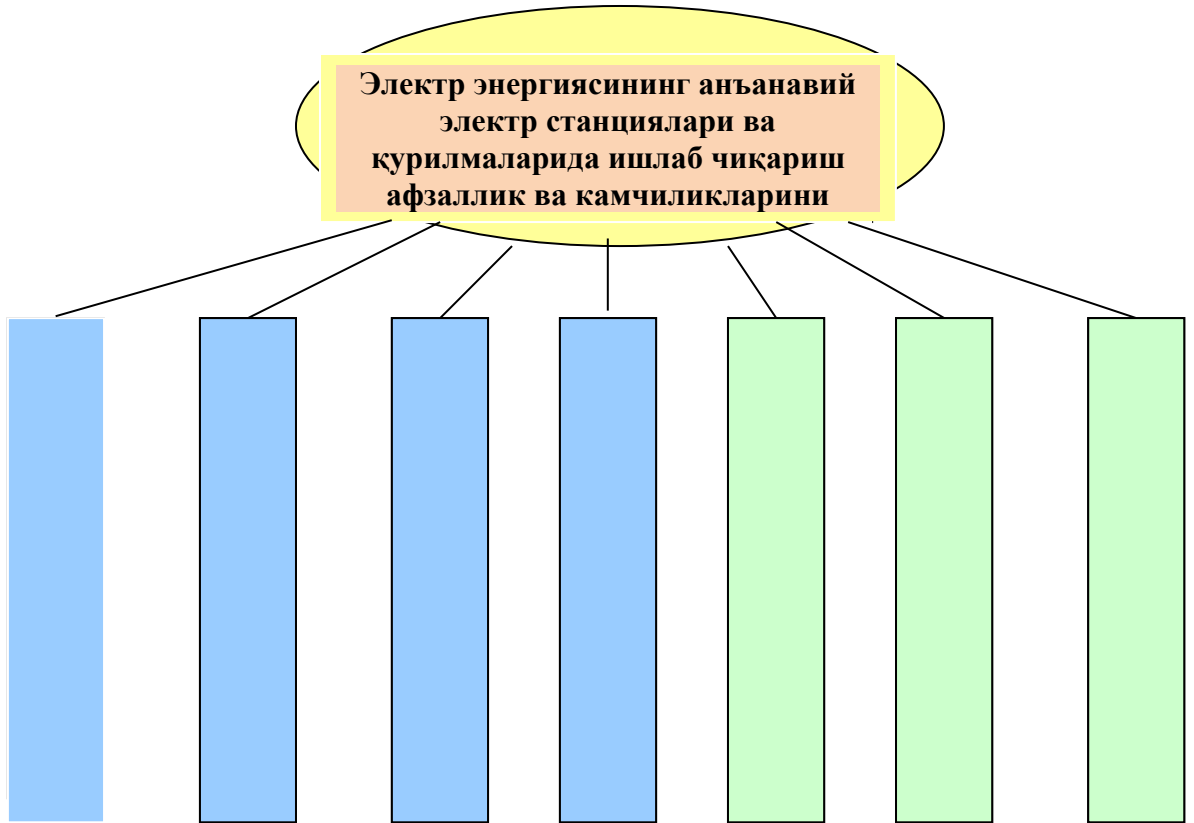 Электр энергиясининг анъанавий
электр станциялари ва
қурилмаларида ишлаб чиқариш
афзаллик ва камчиликларини